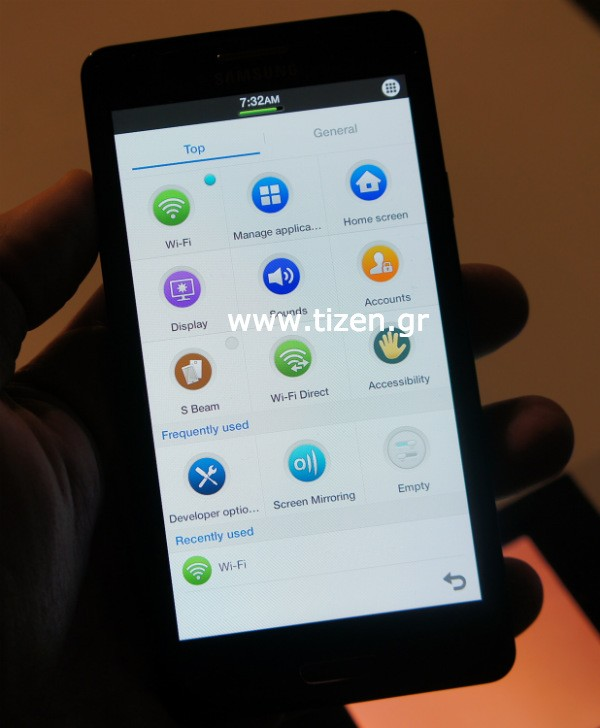 SAMSUNG
7:32AM
Top
General
Wi-Fi
Manage applica...
Home screen
Display
Sounds
Accounts
www.tizen.gr
S Beam
Wi-Fi Direct
Accessibility
Frequently used
Developer optio...
Screen Mirroring
Empty
Recently used
Wi-Fi